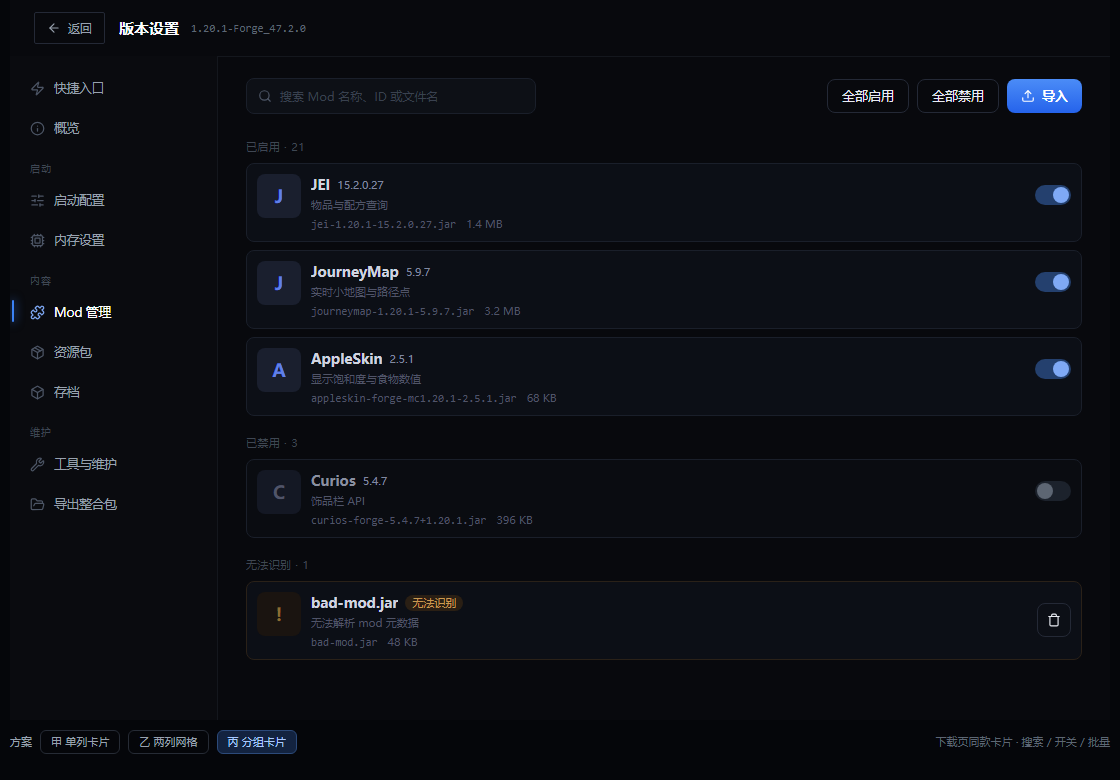 返回 版本设置 1.20.1-Forge_47.2.0
快捷入口
概览
启动
启动配置
内存设置
内容
Mod 管理
资源包
存档
维护
工具与维护
导出整合包
搜索 Mod 名称、ID 或文件名 全部启用 全部禁用 导入
已启用 · 21
J JEI 15.2.0.27
物品与配方查询
jei-1.20.1-15.2.0.27.jar 1.4 MB
J JourneyMap 5.9.7
实时小地图与路径点
journeymap-1.20.1-5.9.7.jar 3.2 MB
A AppleSkin 2.5.1
显示饱和度与食物数值
appleskin-forge-mc1.20.1-2.5.1.jar 68 KB
已禁用 · 3
C Curios 5.4.7
饰品栏 API
curios-forge-5.4.7+1.20.1.jar 396 KB
无法识别 · 1
! bad-mod.jar 无法识别
无法解析 mod 元数据
bad-mod.jar 48 KB
方案 甲 单列卡片 乙 两列网格 丙 分组卡片 下载页同款卡片 · 搜索 / 开关 / 批量